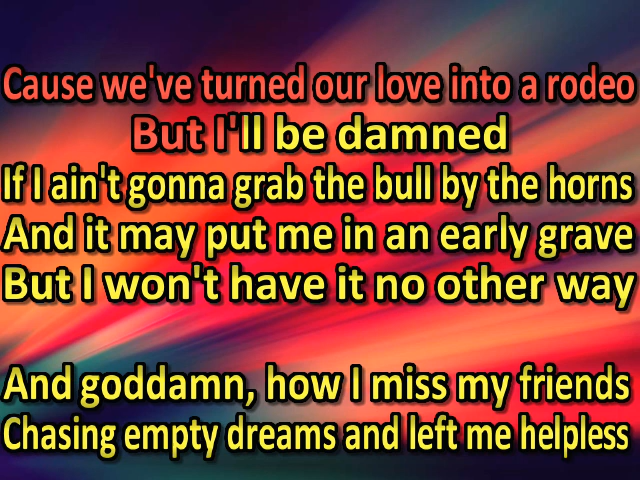 Cause we've turned our love into a rodeo
But I'll be damned
If I ain't gonna grab the bull by the horns
And it may put me in an early grave
But I won't have it no other way
And goddamn, how I miss my friends
Chasing empty dreams and left me helpless